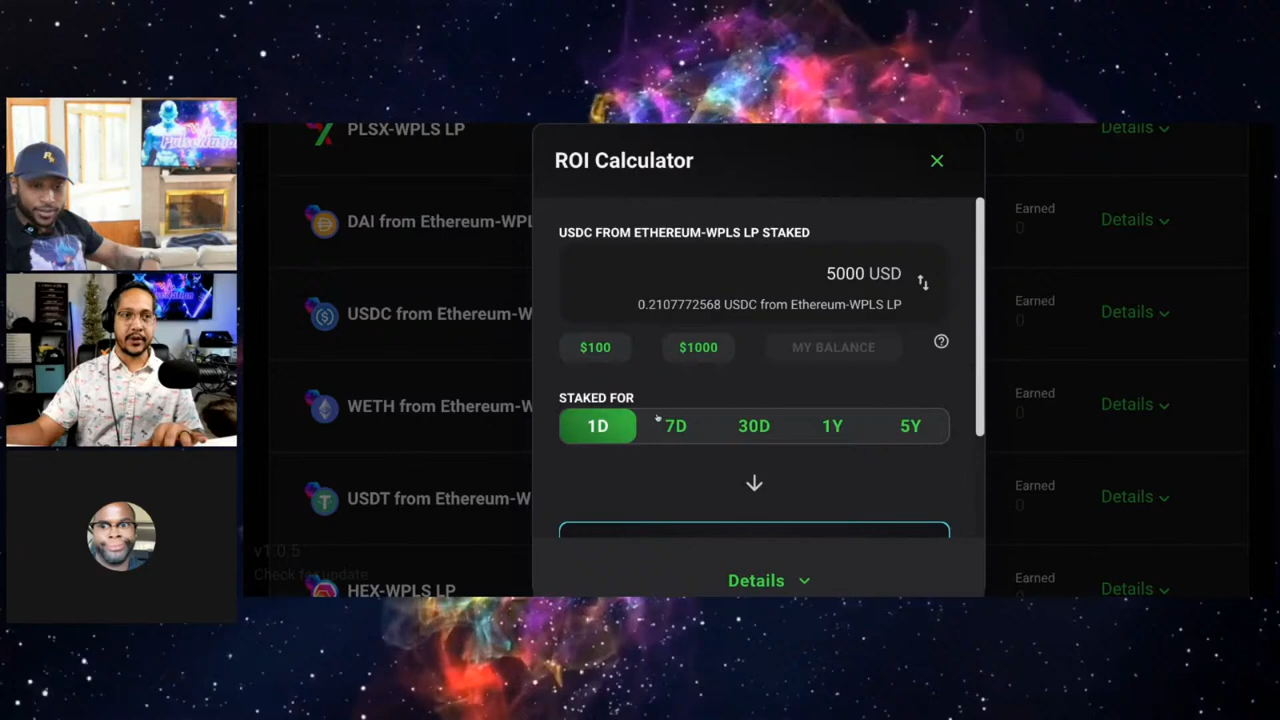 PLSX-WPLS LP
0
Details
DAI from Ethereum-WPL
Earned
0
Details
USDC from Ethereum-W
Earned
0
Details
WETH from Ethereum-W
Earned
0
Details
USDT from Ethereum-W
Earned
0
Details
v1.0.5
Check for update
HEX-WPLS LP
Earned
Details
ROI Calculator
USDC FROM ETHEREUM-WPLS LP STAKED
5000 USD
0.2107772568 USDC from Ethereum-WPLS LP
$100
$1000
MY BALANCE
STAKED FOR
1D
7D
30D
1Y
5Y
Details